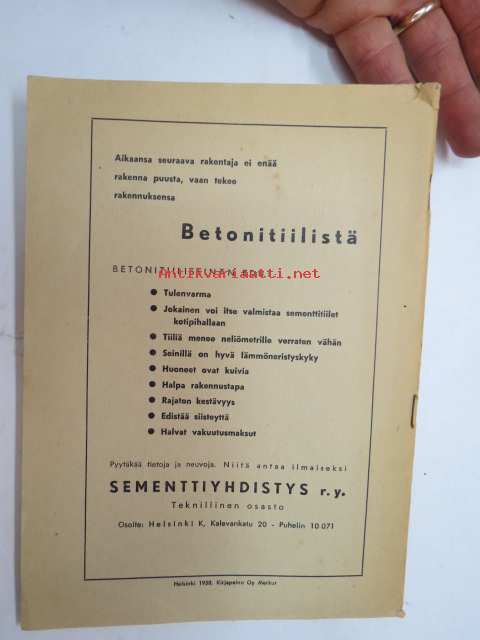 Aikaansa seuraava rakentaja ei enää
rakenna puusta, vaan tekee
rakennuksensa
Betonitiilistä
Antikvariaatti.net
● Tulenvarma
● Jokainen voi itse valmistaa sementtitiilet
kotipihallaan
● Tiiliä menee neliömetrille verraton vähän
● Seinillä on hyvä lämmöneristyskyky
● Huoneet ovat kuivia
● Halpa rakennustapa
● Rajaton kestävyys
● Edistää siisteyttä
● Halvat vakuutusmaksut
Pyytäkää tietoja ja neuvoja. Niitä antaa ilmaiseksi
SEMENTTIYHDISTYS r. y.
Teknillinen osasto
Osoite: Helsinki K, Kalevankatu 20 - Puhelin 10 071
Helsinki 1938, Kirjapaino Oy Merkur